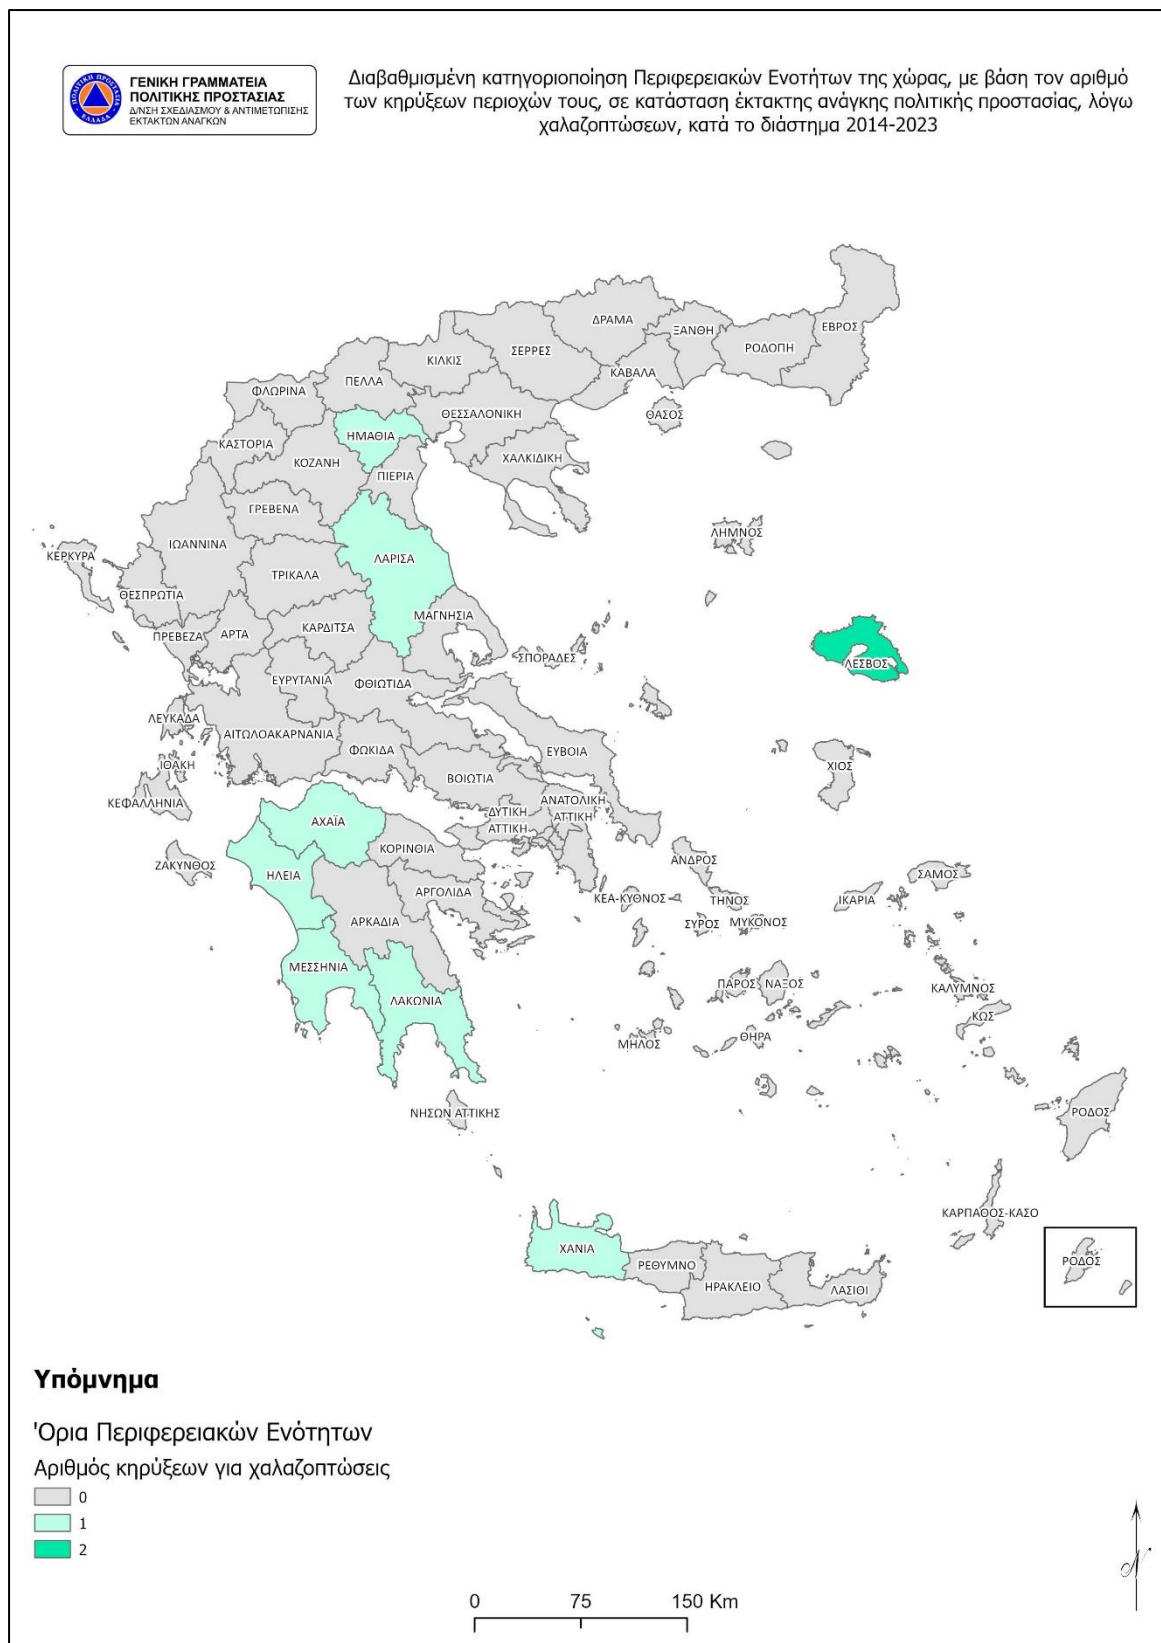 ΓΕΝΙΚΗ ΓΡΑΜΜΑΤΕΙΑ
ΠΟΛΙΤΙΚΗΣ ΠΡΟΣΤΑΣΙΑΣ
Δ/ΝΣΗ ΣΧΕΔΙΑΣΜΟΥ & ΑΝΤΙΜΕΤΩΠΙΣΗΣ
ΕΚΤΑΚΤΩΝ ΑΝΑΓΚΩΝ
ΠΟΛΙΤΙΚΗ ΠΡΟΣΤΑΣΙΑ
ΕΛΛΑΔΑ
Διαβαθμισμένη κατηγοριοποίηση Περιφερειακών Ενοτήτων της χώρας, με βάση τον αριθμό
των κηρύξεων περιοχών τους, σε κατάσταση έκτακτης ανάγκης πολιτικής προστασίας, λόγω
χαλαζοπτώσεων, κατά το διάστημα 2014-2023
ΔΡΑΜΑ
ΞΑΝΘΗ
ΕΒΡΟΣ
ΡΟΔΟΠΗ
ΣΕΡΡΕΣ
ΚΙΛΚΙΣ
ΚΑΒΑΛΑ
ΠΕΛΛΑ
ΦΛΩΡΙΝΑ
ΘΕΣΣΑΛΟΝΙΚΗ
ΘΑΣΟΣ
ΗΜΑΘΙΑ
ΚΑΣΤΟΡΙΑ
ΚΟΖΑΝΗ
ΧΑΛΚΙΔΙΚΗ
ΠΙΕΡΙΑ
ΓΡΕΒΕΝΑ
ΛΗΜΝΟΣ
ΙΩΑΝΝΙΝΑ
ΚΕΡΚΥΡΑ
ΛΑΡΙΣΑ
ΤΡΙΚΑΛΑ
ΘΕΣΠΡΩΤΙΑ
ΜΑΓΝΗΣΙΑ
ΚΑΡΔΙΤΣΑ
ΠΡΕΒΕΖΑ
ΑΡΤΑ
ΣΠΟΡΑΔΕΣ
ΛΕΣΒΟΣ
ΕΥΡΥΤΑΝΙΑ
ΦΘΙΩΤΙΔΑ
ΛΕΥΚΑΔΑ
ΑΙΤΩΛΟΑΚΑΡΝΑΝΙΑ
ΦΩΚΙΔΑ
ΕΥΒΟΙΑ
ΙΘΑΚΗ
ΧΙΟΣ
ΒΟΙΩΤΙΑ
ΚΕΦΑΛΛΗΝΙΑ
ΑΝΑΤΟΛΙΚΗ
ΑΤΤΙΚΗ
ΔΥΤΙΚΗ
ΑΤΤΙΚΗ
ΑΧΑΪΑ
ΚΟΡΙΝΘΙΑ
ΖΑΚΥΝΘΟΣ
ΑΝΔΡΟΣ
ΗΛΕΙΑ
ΣΑΜΟΣ
ΑΡΓΟΛΙΔΑ
ΚΕΑ-ΚΥΘΝΟΣ
ΤΗΝΟΣ
ΙΚΑΡΙΑ
ΑΡΚΑΔΙΑ
ΣΥΡΟΣ
ΜΥΚΟΝΟΣ
ΜΕΣΣΗΝΙΑ
ΠΑΡΟΣ
ΝΑΞΟΣ
ΚΑΛΥΜΝΟΣ
ΛΑΚΩΝΙΑ
ΚΩΣ
ΜΗΛΟΣ
ΘΗΡΑ
ΝΗΣΩΝ ΑΤΤΙΚΗΣ
ΡΟΔΟΣ
ΚΑΡΠΑΘΟΣ-ΚΑΣΟ
ΧΑΝΙΑ
ΡΕΘΥΜΝΟ
ΡΟΔΟΣ
ΗΡΑΚΛΕΙΟ
ΛΑΣΙΘΙ
Υπόμνημα
'Ορια Περιφερειακών Ενότητων
Αριθμός κηρύξεων για χαλαζοπτώσεις
0
1
2
N
0 75 150 Km